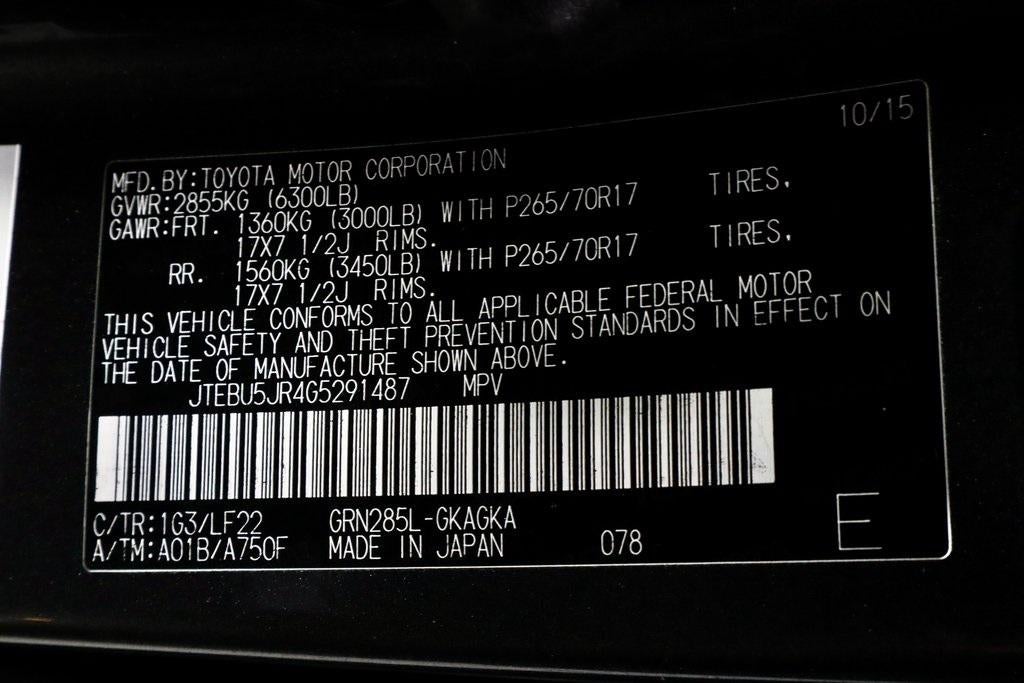 10/15
MFD. BY:TOYOTA MOTOR CORPORATION
GVWR:2855KG (6300LB)
GAWR:FRT. 1360KG (3000LB) WITH P265/70R17 TIRES,
17X7 1/2J RIMS.
RR. 1560KG (3450LB) WITH P265/70R17 TIRES,
17X7 1/2J RIMS.
THIS VEHICLE CONFORMS TO ALL APPLICABLE FEDERAL MOTOR
VEHICLE SAFETY AND THEFT PREVENTION STANDARDS IN EFFECT ON
THE DATE OF MANUFACTURE SHOWN ABOVE.
JTEBU5JR4G5291487 MPV
C/TR:1G3/LF22 GRN285L-GKAGKA
A/TM:A01B/A750F MADE IN JAPAN 078 E